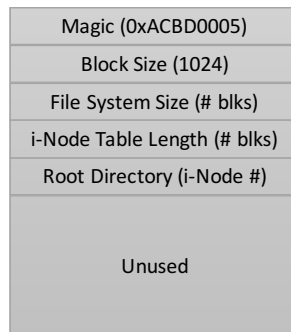 Magic (0xACBD0005)
Block Size (1024)
File System Size (# blks)
i-Node Table Length (# blks)
Root Directory (i-Node #)
Unused